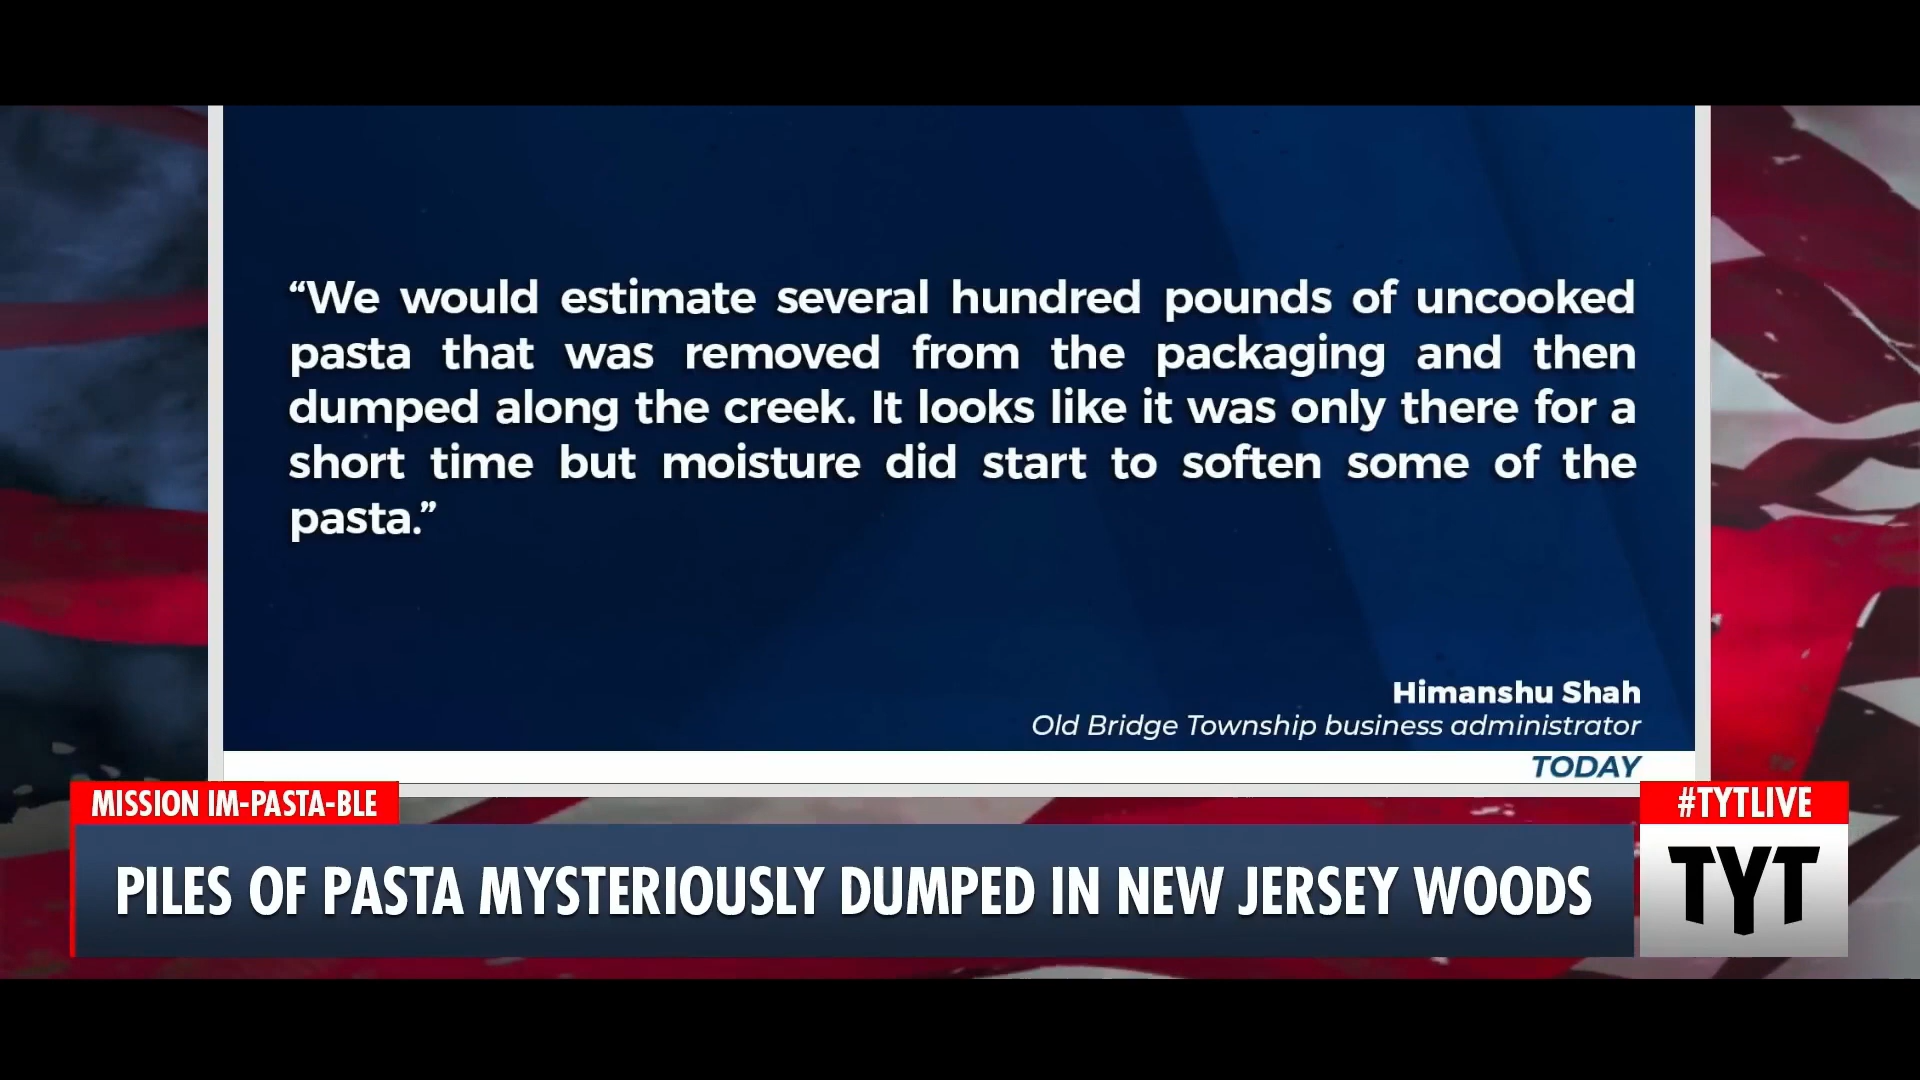 “We would estimate several hundred pounds of uncooked
pasta that was removed from the packaging and then
dumped along the creek. It looks like it was only there for a
short time but moisture did start to soften some of the
pasta.”
Himanshu Shah
Old Bridge Township business administrator
TODAY
MISSION IM-PASTA-BLE
#TYTLIVE
PILES OF PASTA MYSTERIOUSLY DUMPED IN NEW JERSEY WOODS
TYT